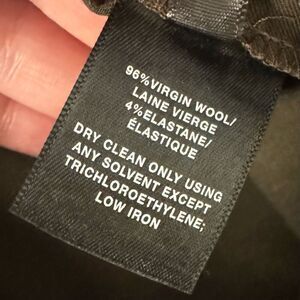 96%VIRGIN WOOL/
LAINE VIERGE
4%ELASTANE/
ÉLASTIQUE
DRY CLEAN ONLY USING
ANY SOLVENT EXCEPT
TRICHLOROETHYLENE;
LOW IRON